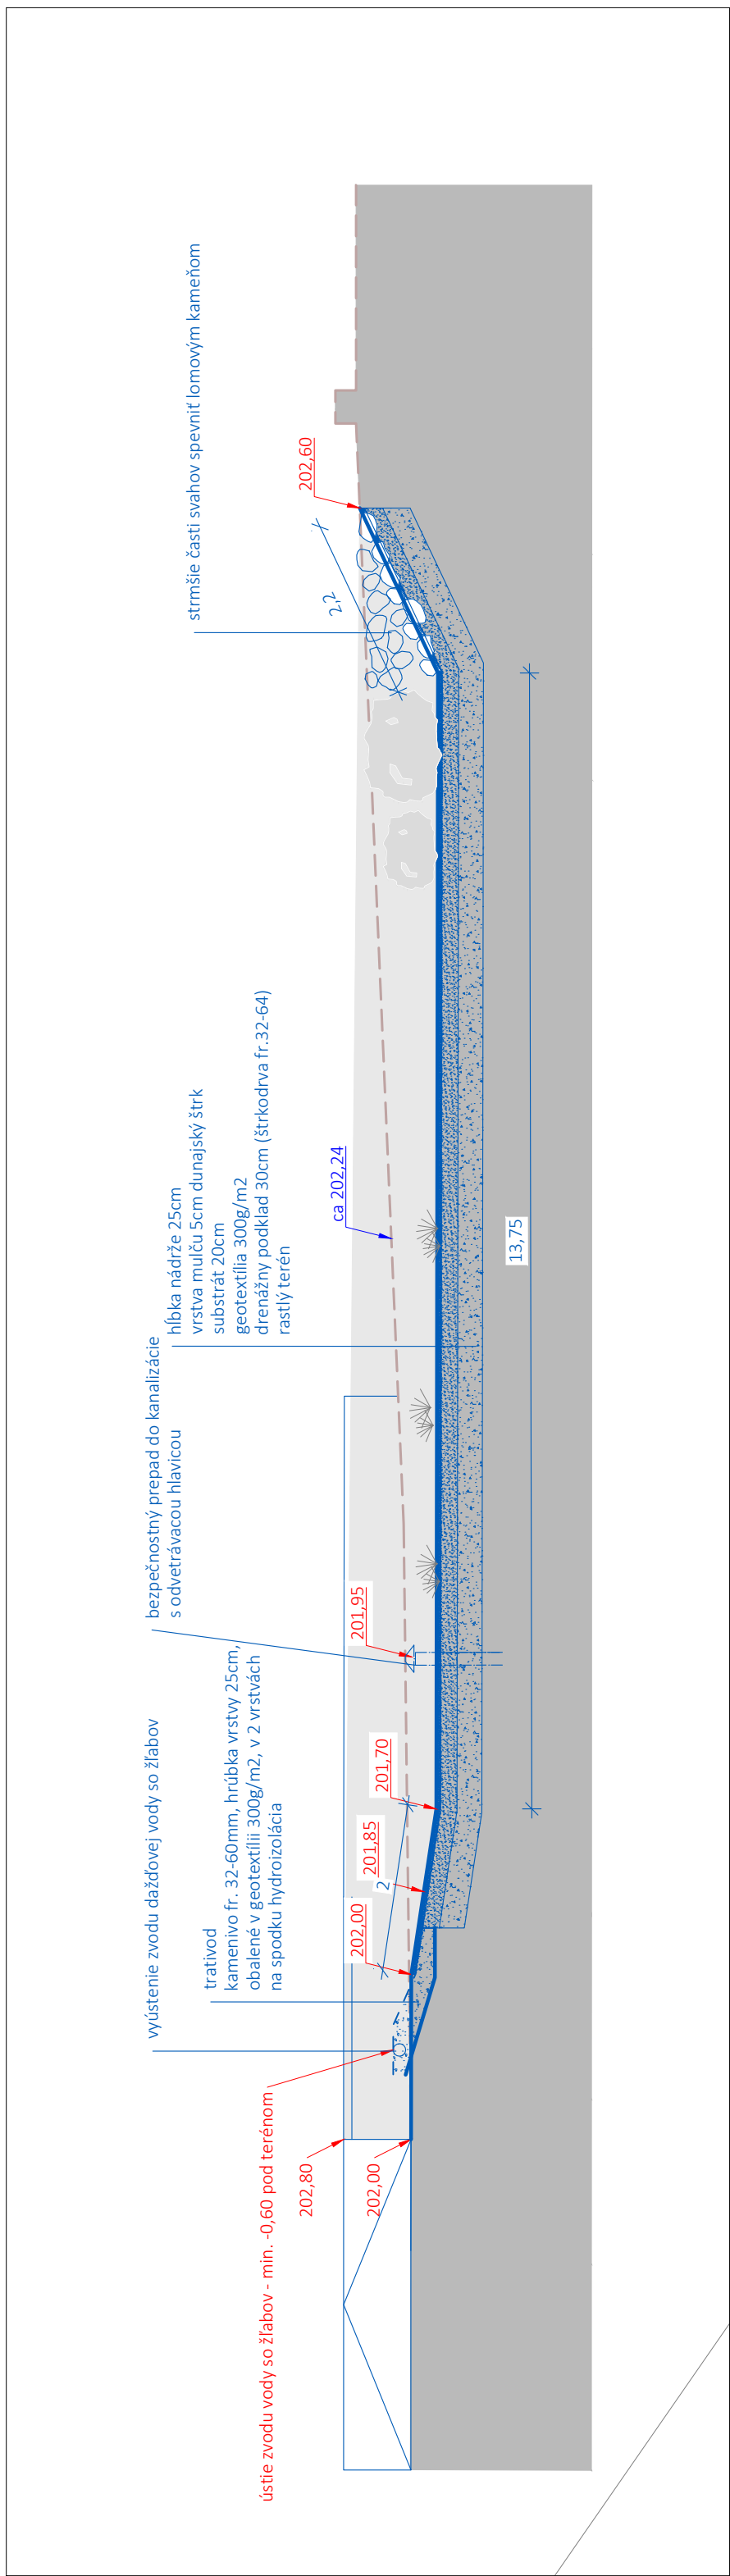 ústie zvodu vody so žľabov - min. -0,60 pod terénom
202,80
202,00
vyústenie zvodu dažďovej vody so žľabov
trativod
kamenivo fr. 32-60mm, hrúbka vrstvy 25cm,
obalené v geotextílii 300g/m2, v 2 vrstvách
na spodku hydroizolácia
202,00
2
201,85
201,70
bezpečnostný prepad do kanalizácie
s odvetrávacou hlavicou
201,95
hĺbka nádrže 25cm
vrstva mulču 5cm dunajský štrk
substrát 20cm
geotextília 300g/m2
drenážny podklad 30cm (štrkodrva fr.32-64)
rastlý terén
ca 202,24
13,75
strmšie časti svahov spevniť lomovým kameňom
2,2
202,60